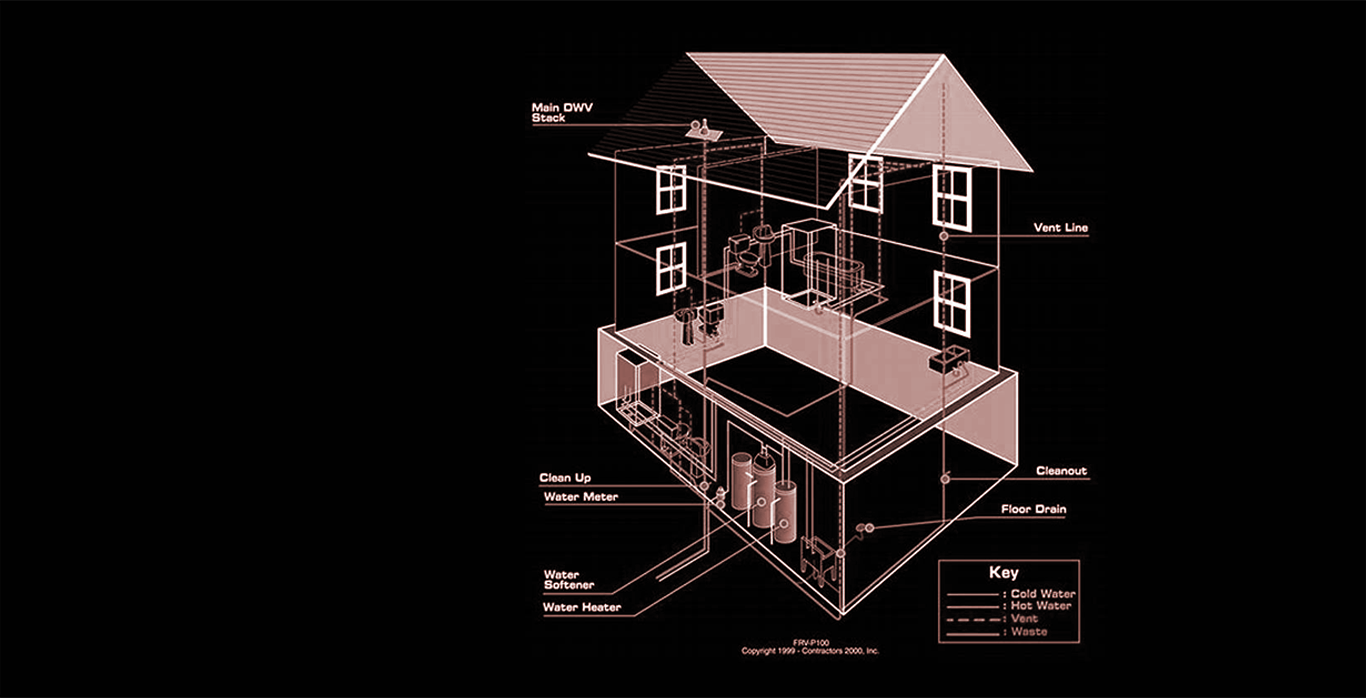 Main DWV
Stack
Vent Line
Clean Up
Water Meter
Cleanout
Floor Drain
Water
Softener
Water Heater
Key
: Cold Water
: Hot Water
: Vent
: Waste
FRV-P100
Copyright 1999 - Contractors 2000, Inc.